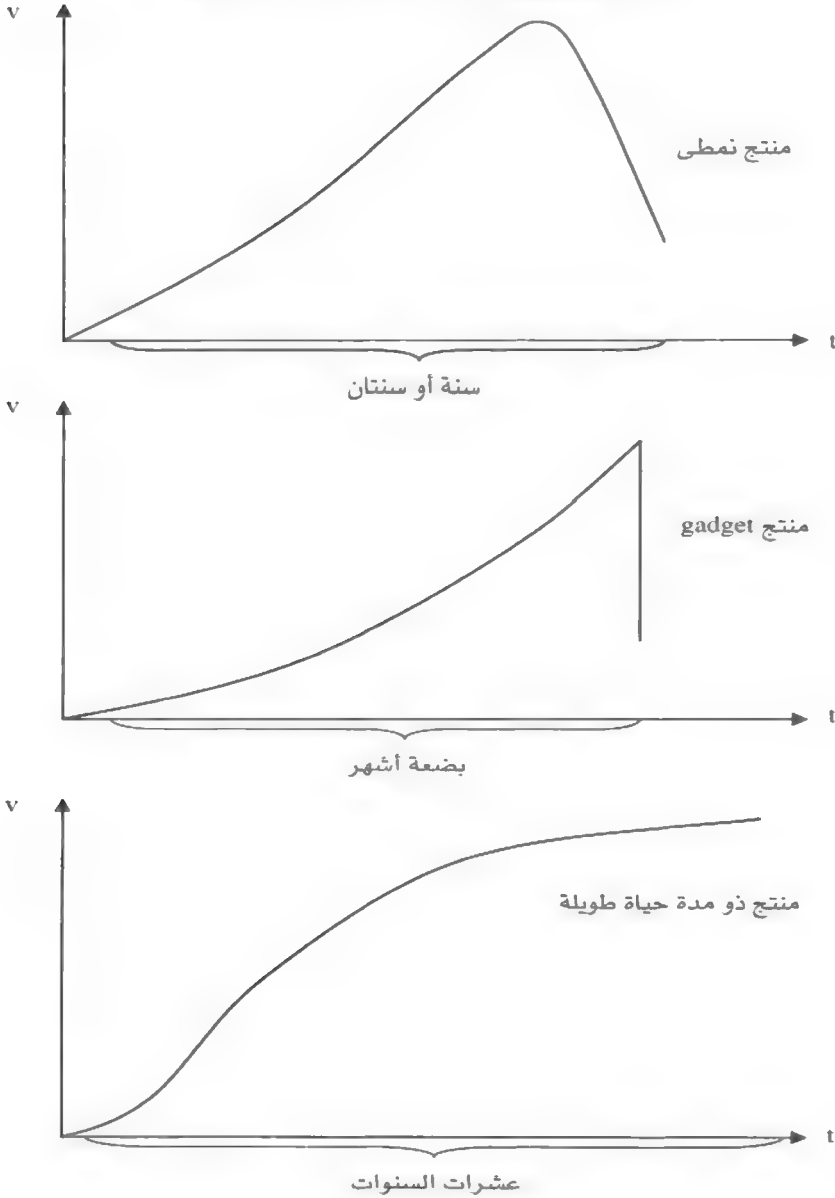 v
منتج نمطى
t
سنة أو سنتان
v
منتج gadget
t
بضعة أشهر
v
منتج ذو مدة حياة طويلة
t
عشرات السنوات